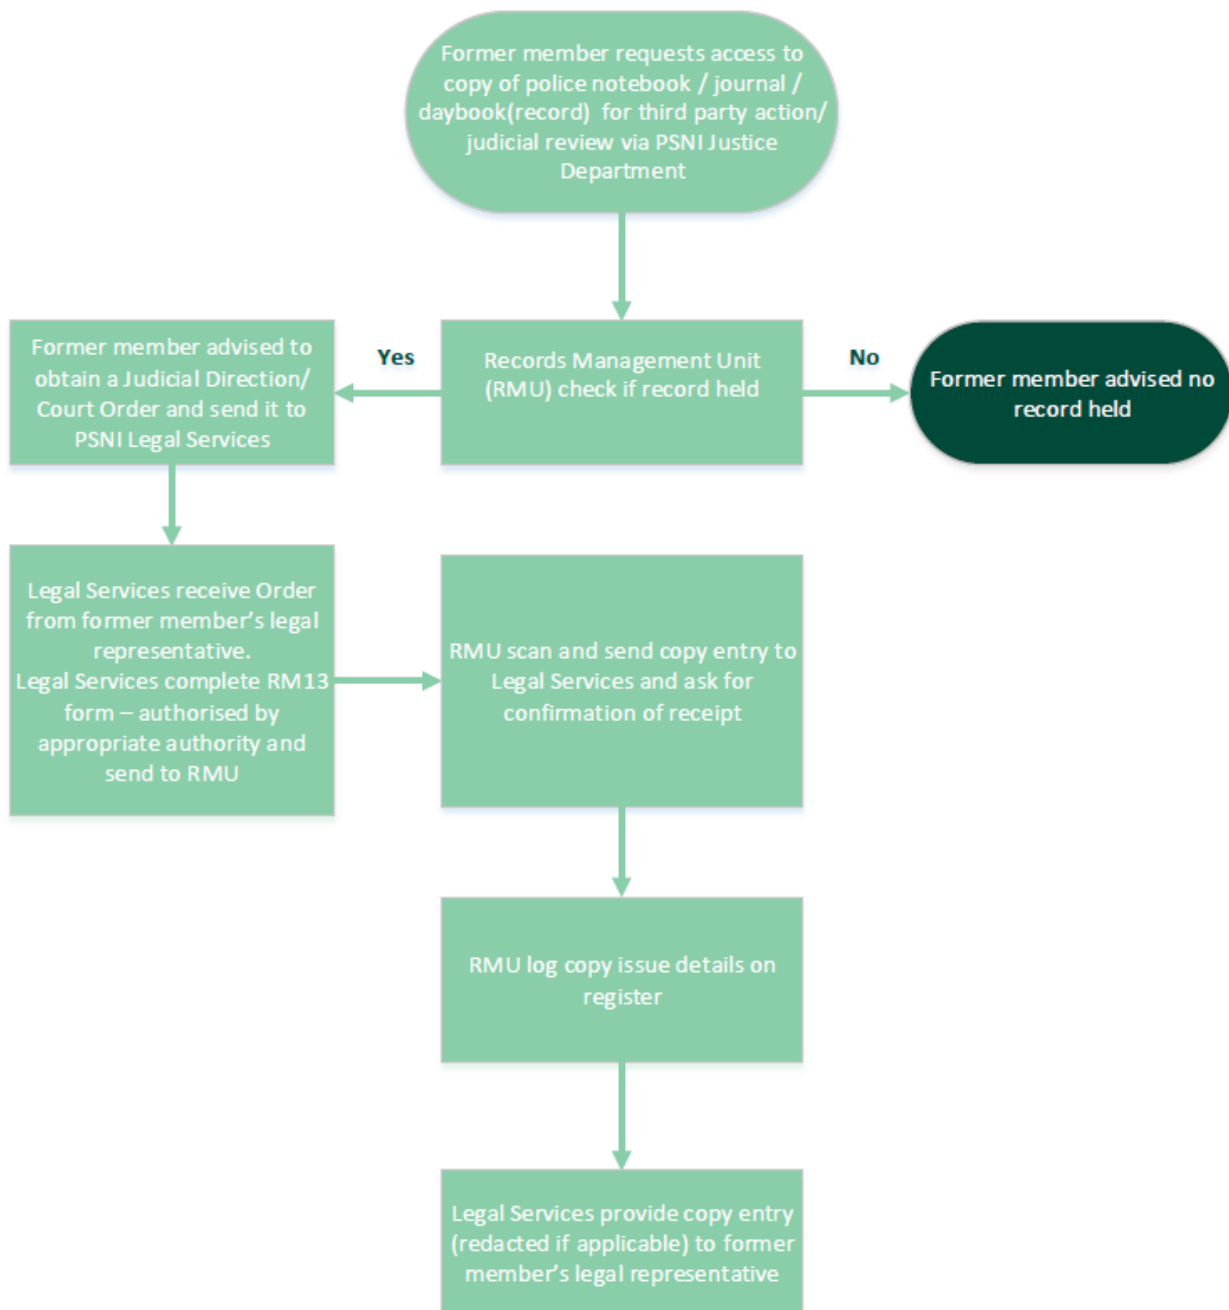 Former member requests access to
copy of police notebook / journal /
daybook(record)  for third party action/
judicial review via PSNI Justice
Department
Former member advised to
obtain a Judicial Direction/
Court Order and send it to
PSNI Legal Services
Yes
Records Management Unit
(RMU) check if record held
No
Former member advised no
record held
Legal Services receive Order
from former member’s legal
representative.
Legal Services complete RM13
form – authorised by
appropriate authority and
send to RMU
RMU scan and send copy entry to
Legal Services and ask for
confirmation of receipt
RMU log copy issue details on
register
Legal Services provide copy entry
(redacted if applicable) to former
member’s legal representative